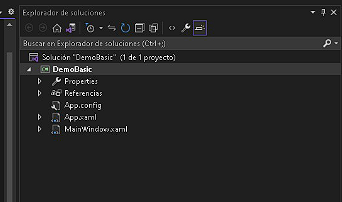 Explorador de soluciones
Buscar en Explorador de soluciones (Ctrl+;)
Solución "DemoBasic" (1 de 1 proyecto)
DemoBasic
Properties
Referencias
App.config
App.xaml
MainWindow.xaml